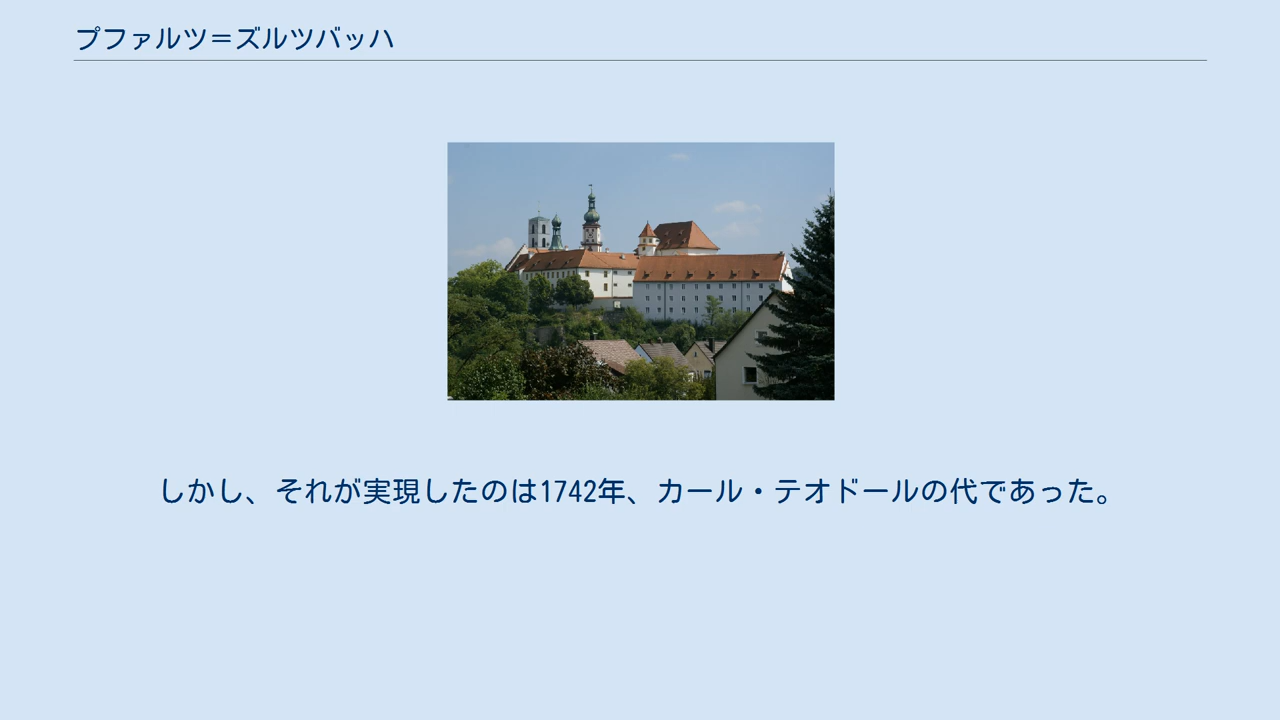 プファルツ＝ズルツバッハ
しかし、それが実現したのは1742年、カール・テオドールの代であった。